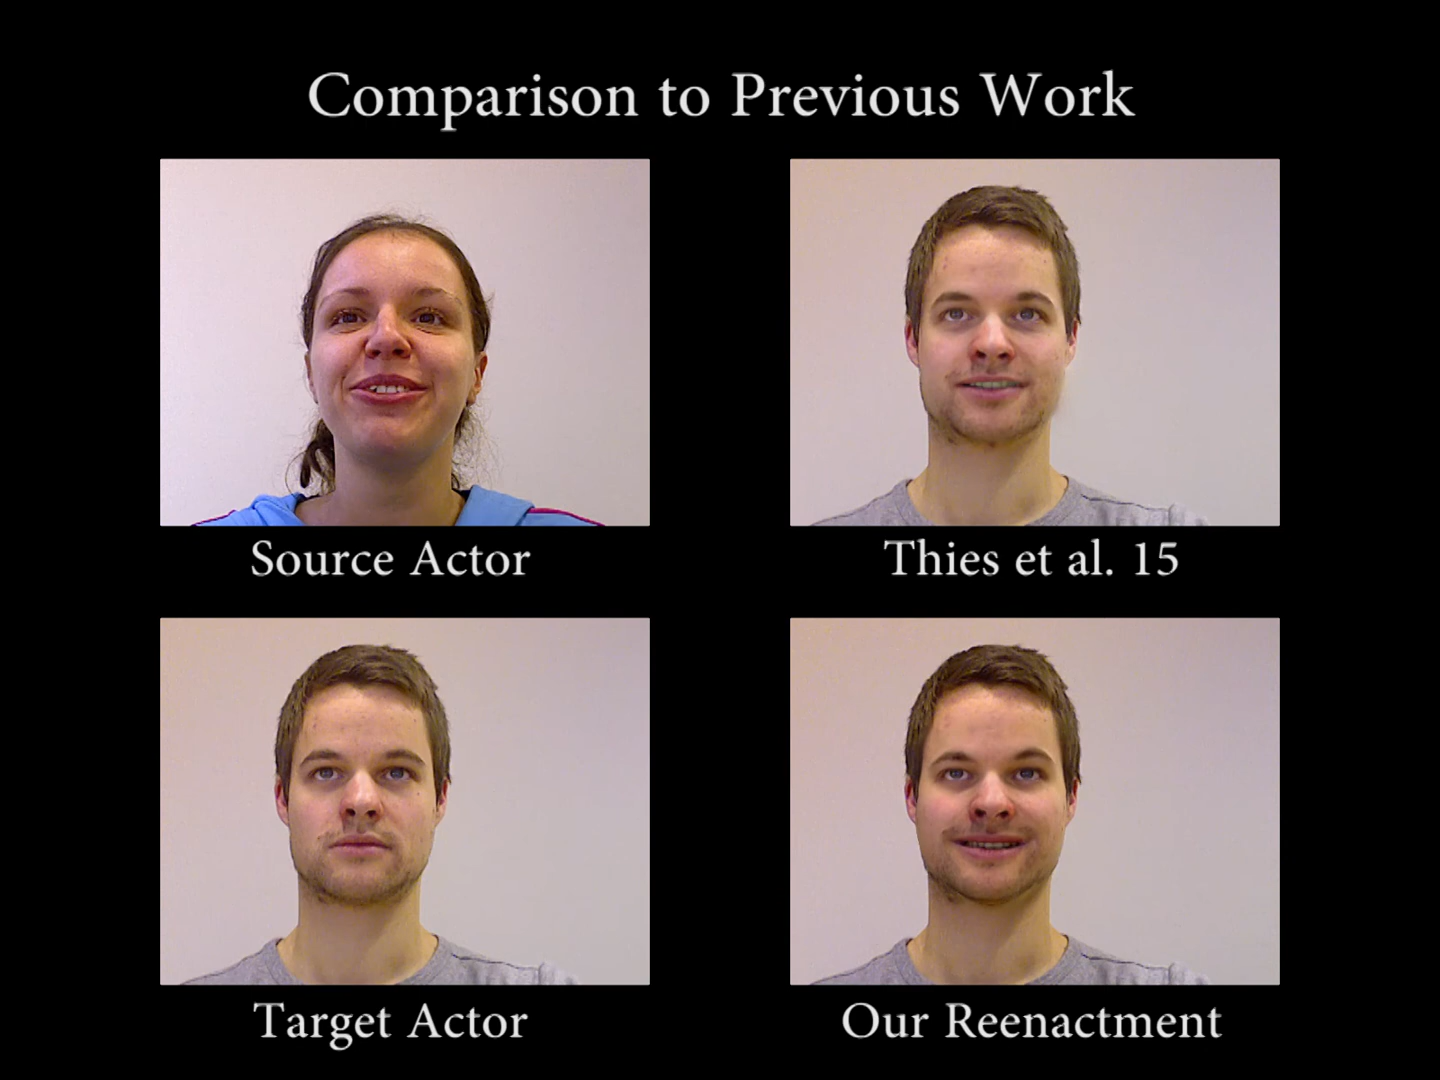 Comparison to Previous Work
Source Actor
Thies et al. 15
Target Actor
Our Reenactment